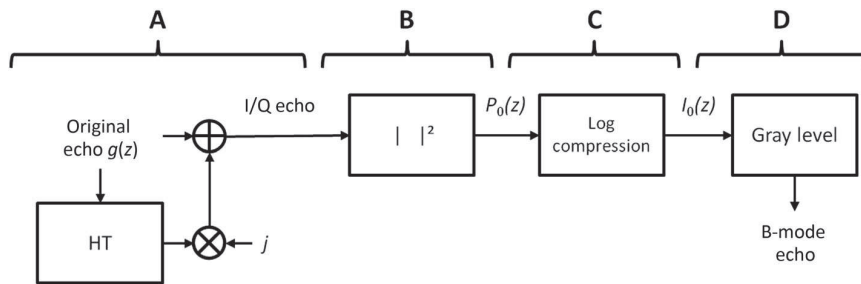 A
B
C
D
I/Q echo
P₀(z)
I₀(z)
Original
echo g(z)
| |²
Log
compression
Gray level
HT
j
B-mode
echo